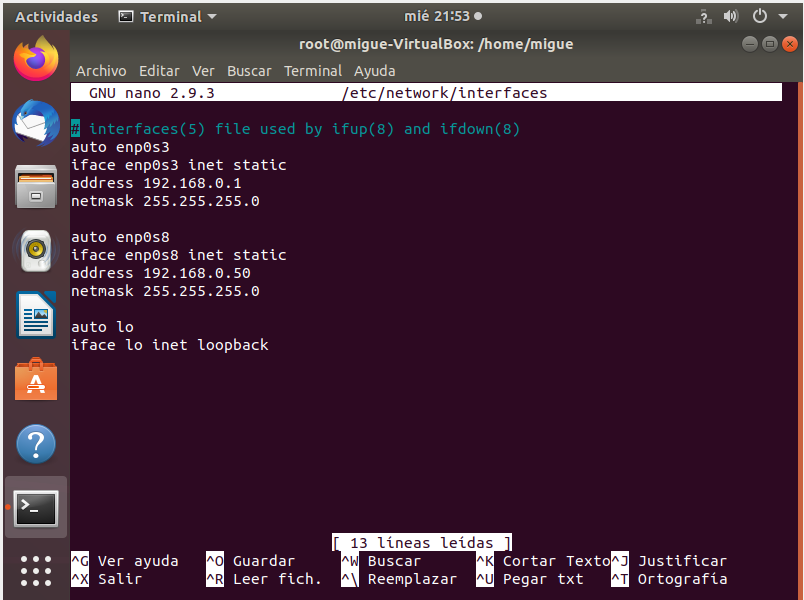 Actividades Terminal mié 21:53
root@migue-VirtualBox: /home/migue
Archivo Editar Ver Buscar Terminal Ayuda
GNU nano 2.9.3 /etc/network/interfaces
# interfaces(5) file used by ifup(8) and ifdown(8)
auto enp0s3
iface enp0s3 inet static
address 192.168.0.1
netmask 255.255.255.0
auto enp0s8
iface enp0s8 inet static
address 192.168.0.50
netmask 255.255.255.0
auto lo
iface lo inet loopback
[ 13 líneas leídas ]
^G Ver ayuda ^O Guardar ^W Buscar ^K Cortar Texto ^J Justificar
^X Salir ^R Leer fich. ^\ Reemplazar ^U Pegar txt ^T Ortografía